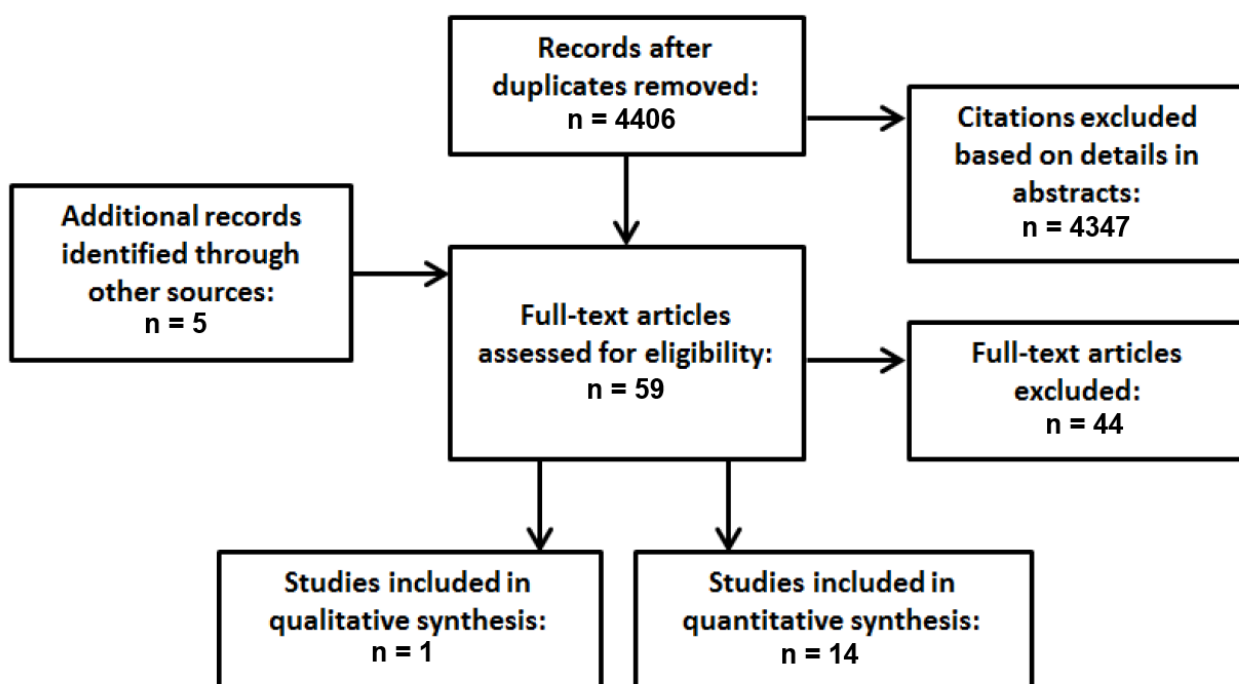 Records after
duplicates removed:
n = 4406
Citations excluded
based on details in
abstracts:
n = 4347
Additional records
identified through
other sources:
n = 5
Full-text articles
assessed for eligibility:
n = 59
Full-text articles
excluded:
n = 44
Studies included in
qualitative synthesis:
n = 1
Studies included in
quantitative synthesis:
n = 14